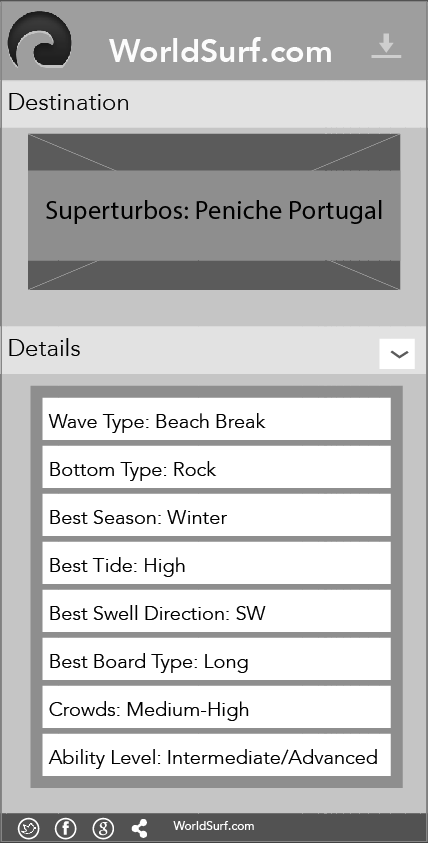 WorldSurf.com
Destination
Superturbos: Peniche Portugal
Details
Wave Type: Beach Break
Bottom Type: Rock
Best Season: Winter
Best Tide: High
Best Swell Direction: SW
Best Board Type: Long
Crowds: Medium-High
Ability Level: Intermediate/Advanced
WorldSurf.com